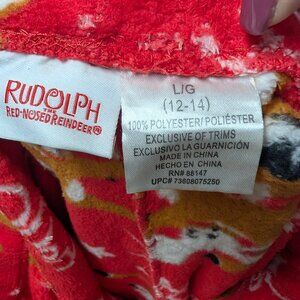 RUDOLPH
THE
RED-NOSED REINDEER®
L/G
(12-14)
100% POLYESTER/POLIÉSTER
EXCLUSIVE OF TRIMS
EXCLUSIVO LA GUARNICIÓN
MADE IN CHINA
HECHO EN CHINA
RN# 88147
UPC# 73608075250